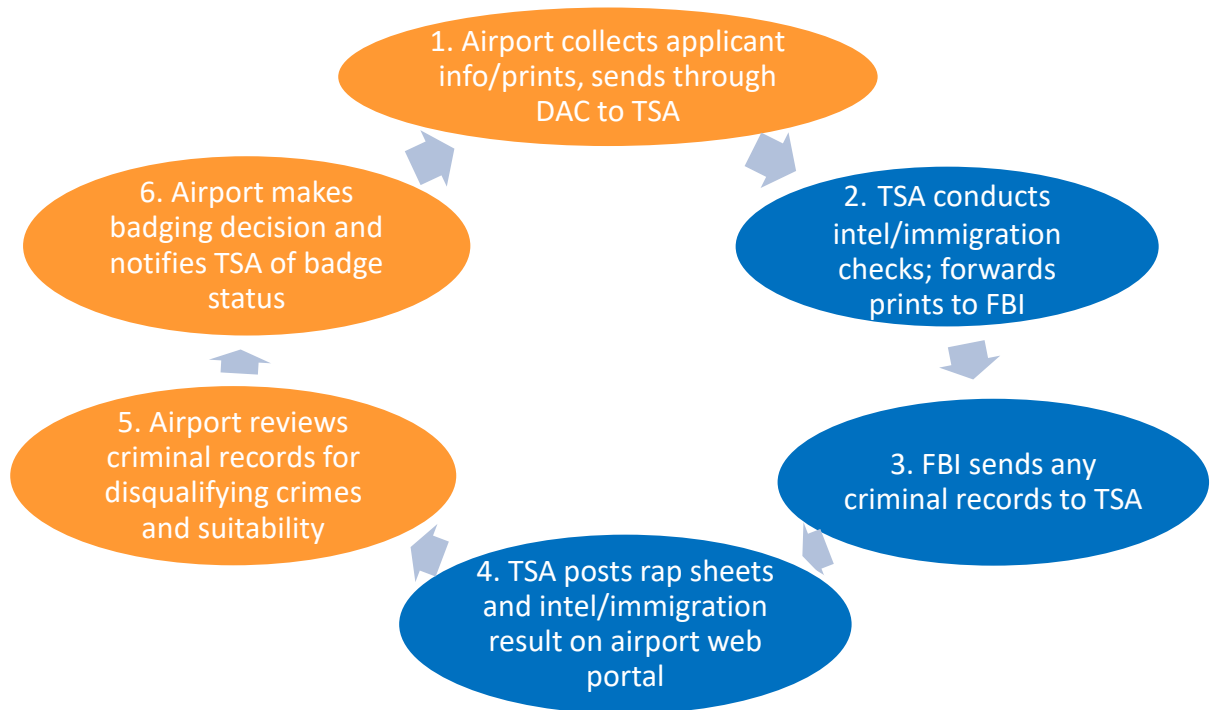 1. Airport collects applicant
info/prints, sends through
DAC to TSA
2. TSA conducts
intel/immigration
checks; forwards
prints to FBI
3. FBI sends any
criminal records to TSA
4. TSA posts rap sheets
and intel/immigration
result on airport web
portal
5. Airport reviews
criminal records for
disqualifying crimes
and suitability
6. Airport makes
badging decision and
notifies TSA of badge
status